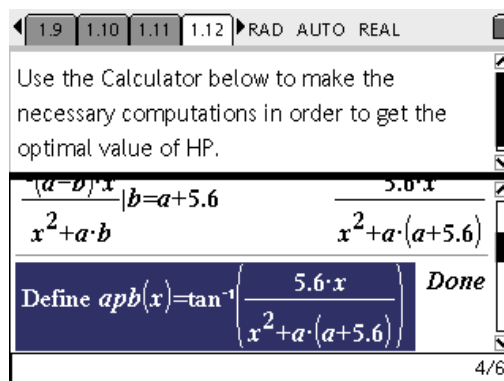 1.9 1.10 1.11 1.12 RAD AUTO REAL
Use the Calculator below to make the
necessary computations in order to get the
optimal value of HP.
-(a-b)·x/x²+a·b|b=a+5.6 5.6·x/x²+a·(a+5.6)
Define apb(x)=tan⁻¹(5.6·x/x²+a·(a+5.6)) Done
4/6